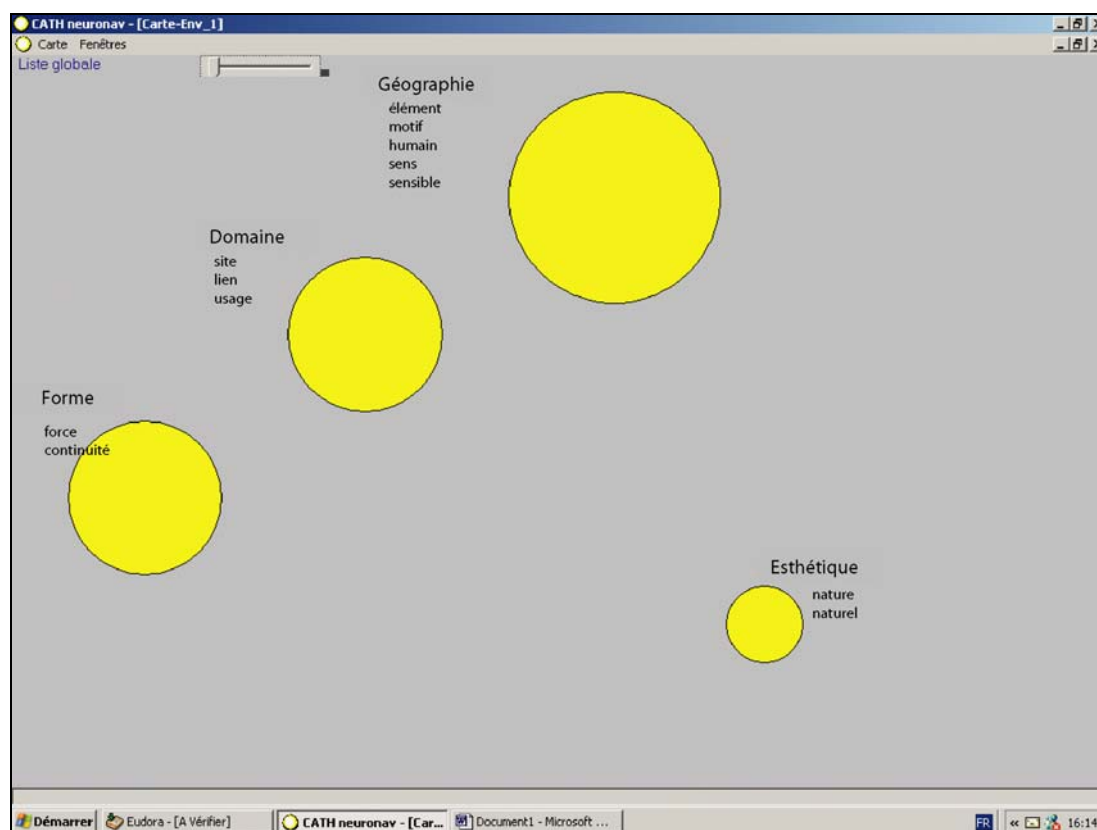 CATH neuronav - [Carte-Env_1]
Carte Fenêtres
Liste globale
Géographie
élément
motif
humain
sens
sensible
Domaine
site
lien
usage
Forme
force
continuité
Esthétique
nature
naturel
Démarrer Eudora - [A Vérifier] CATH neuronav - [Car... Document1 - Microsoft ... FR « 16:14